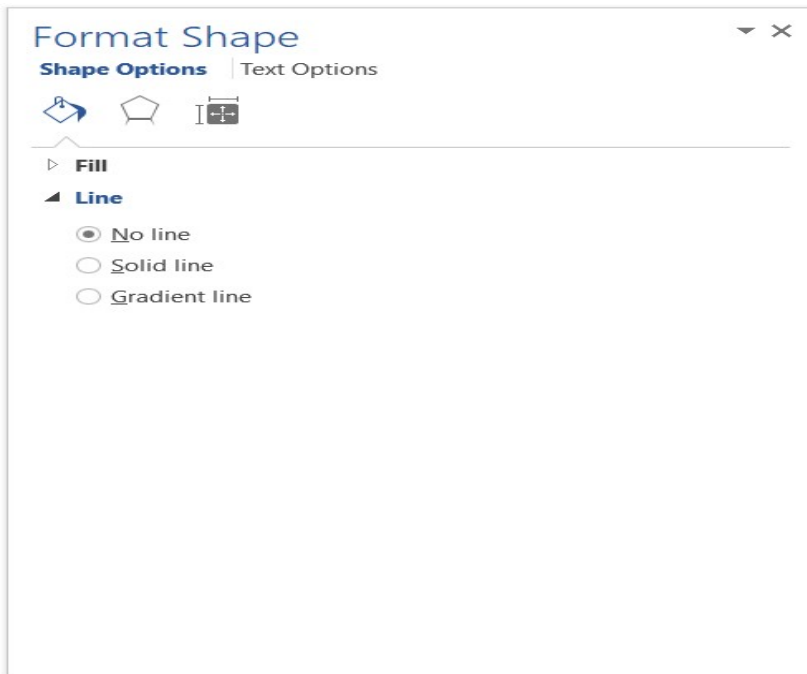 Format Shape
Shape Options Text Options
Fill
Line
No line
Solid line
Gradient line